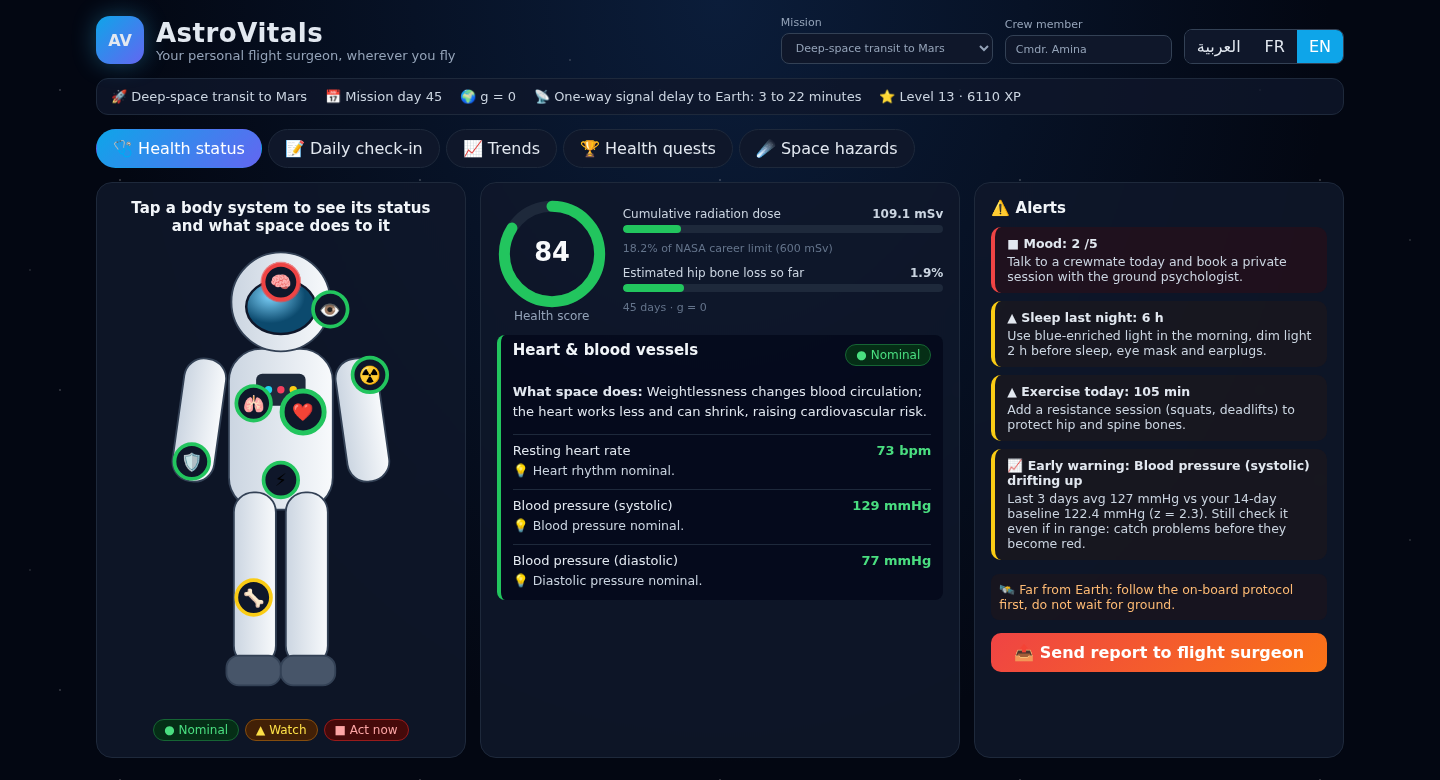 AV
AstroVitals
Your personal flight surgeon, wherever you fly
Mission
Deep-space transit to Mars
Crew member
Cmdr. Amina
العربية FR EN
🚀 Deep-space transit to Mars 📅 Mission day 45 🌍 g = 0 📡 One-way signal delay to Earth: 3 to 22 minutes ⭐ Level 13 · 6110 XP
🩺 Health status 📝 Daily check-in 📈 Trends 🏆 Health quests ☄️ Space hazards
Tap a body system to see its status
and what space does to it
● Nominal ▲ Watch ■ Act now
84
Health score
Cumulative radiation dose 109.1 mSv
18.2% of NASA career limit (600 mSv)
Estimated hip bone loss so far 1.9%
45 days · g = 0
Heart & blood vessels ● Nominal
What space does: Weightlessness changes blood circulation;
the heart works less and can shrink, raising cardiovascular risk.
Resting heart rate 73 bpm
💡 Heart rhythm nominal.
Blood pressure (systolic) 129 mmHg
💡 Blood pressure nominal.
Blood pressure (diastolic) 77 mmHg
💡 Diastolic pressure nominal.
⚠️ Alerts
■ Mood: 2 /5
Talk to a crewmate today and book a private
session with the ground psychologist.
▲ Sleep last night: 6 h
Use blue-enriched light in the morning, dim light
2 h before sleep, eye mask and earplugs.
▲ Exercise today: 105 min
Add a resistance session (squats, deadlifts) to
protect hip and spine bones.
📈 Early warning: Blood pressure (systolic)
drifting up
Last 3 days avg 127 mmHg vs your 14-day
baseline 122.4 mmHg (z = 2.3). Still check it
even if in range: catch problems before they
become red.
🛰️ Far from Earth: follow the on-board protocol
first, do not wait for ground.
📤 Send report to flight surgeon